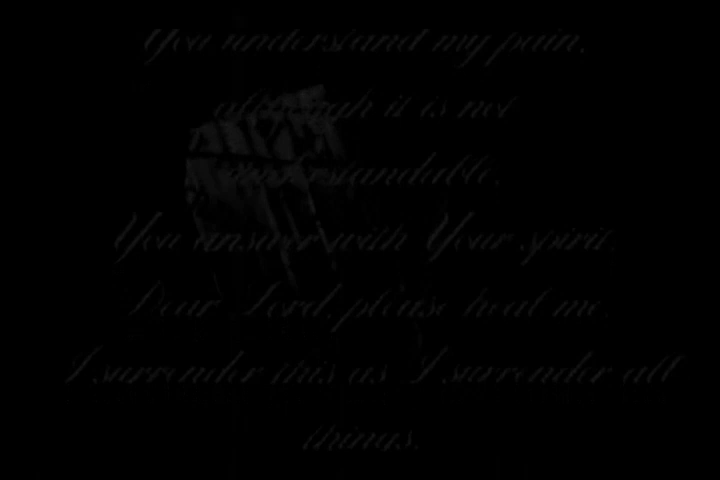 You understand my pain,
although it is not
understandable.
You answer with Your spirit.
Dear Lord, please heal me.
I surrender this as I surrender all
things.